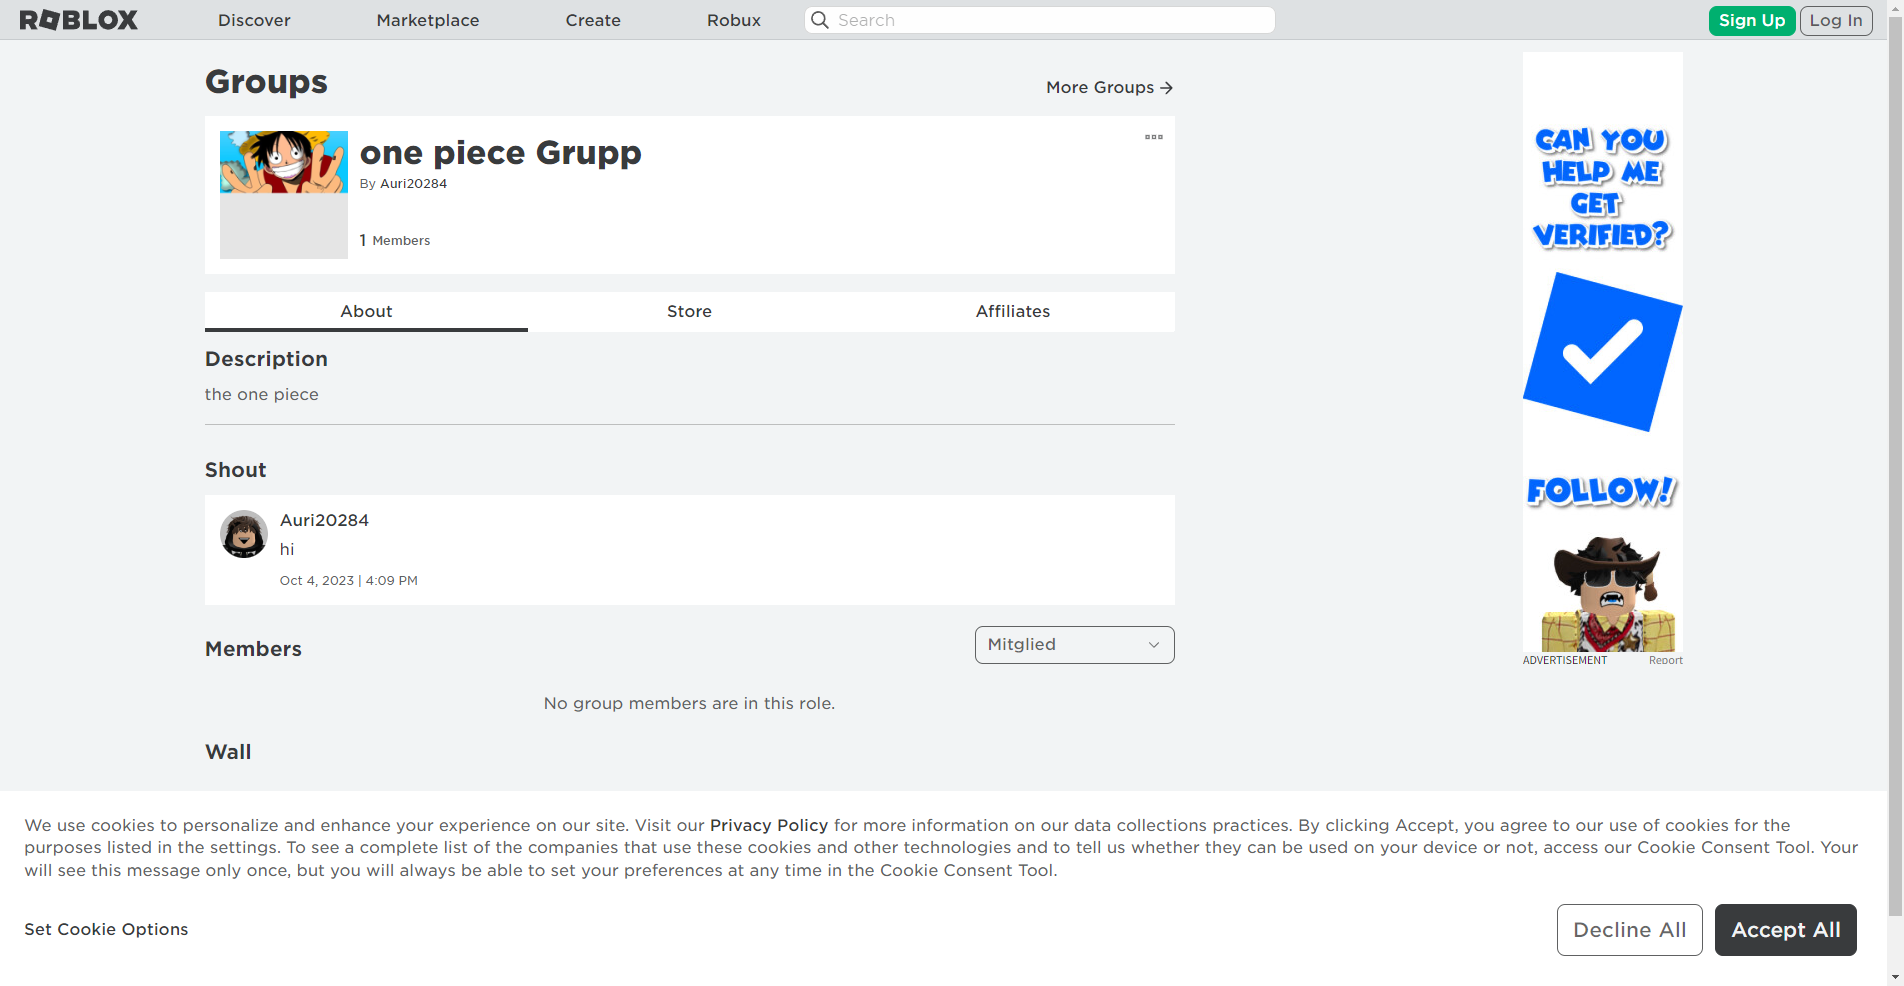 ROBLOX
Discover
Marketplace
Create
Robux
Search
Sign Up
Log In
Groups
More Groups →
one piece Grupp
By Auri20284
1 Members
About
Store
Affiliates
Description
the one piece
Shout
Auri20284
hi
Oct 4, 2023 | 4:09 PM
Members
Mitglied
No group members are in this role.
Wall
CAN YOU
HELP ME
GET
VERIFIED?
FOLLOW!
ADVERTISEMENT
Report
We use cookies to personalize and enhance your experience on our site. Visit our Privacy Policy for more information on our data collections practices. By clicking Accept, you agree to our use of cookies for the
purposes listed in the settings. To see a complete list of the companies that use these cookies and other technologies and to tell us whether they can be used on your device or not, access our Cookie Consent Tool. Your
will see this message only once, but you will always be able to set your preferences at any time in the Cookie Consent Tool.
Set Cookie Options
Decline All
Accept All